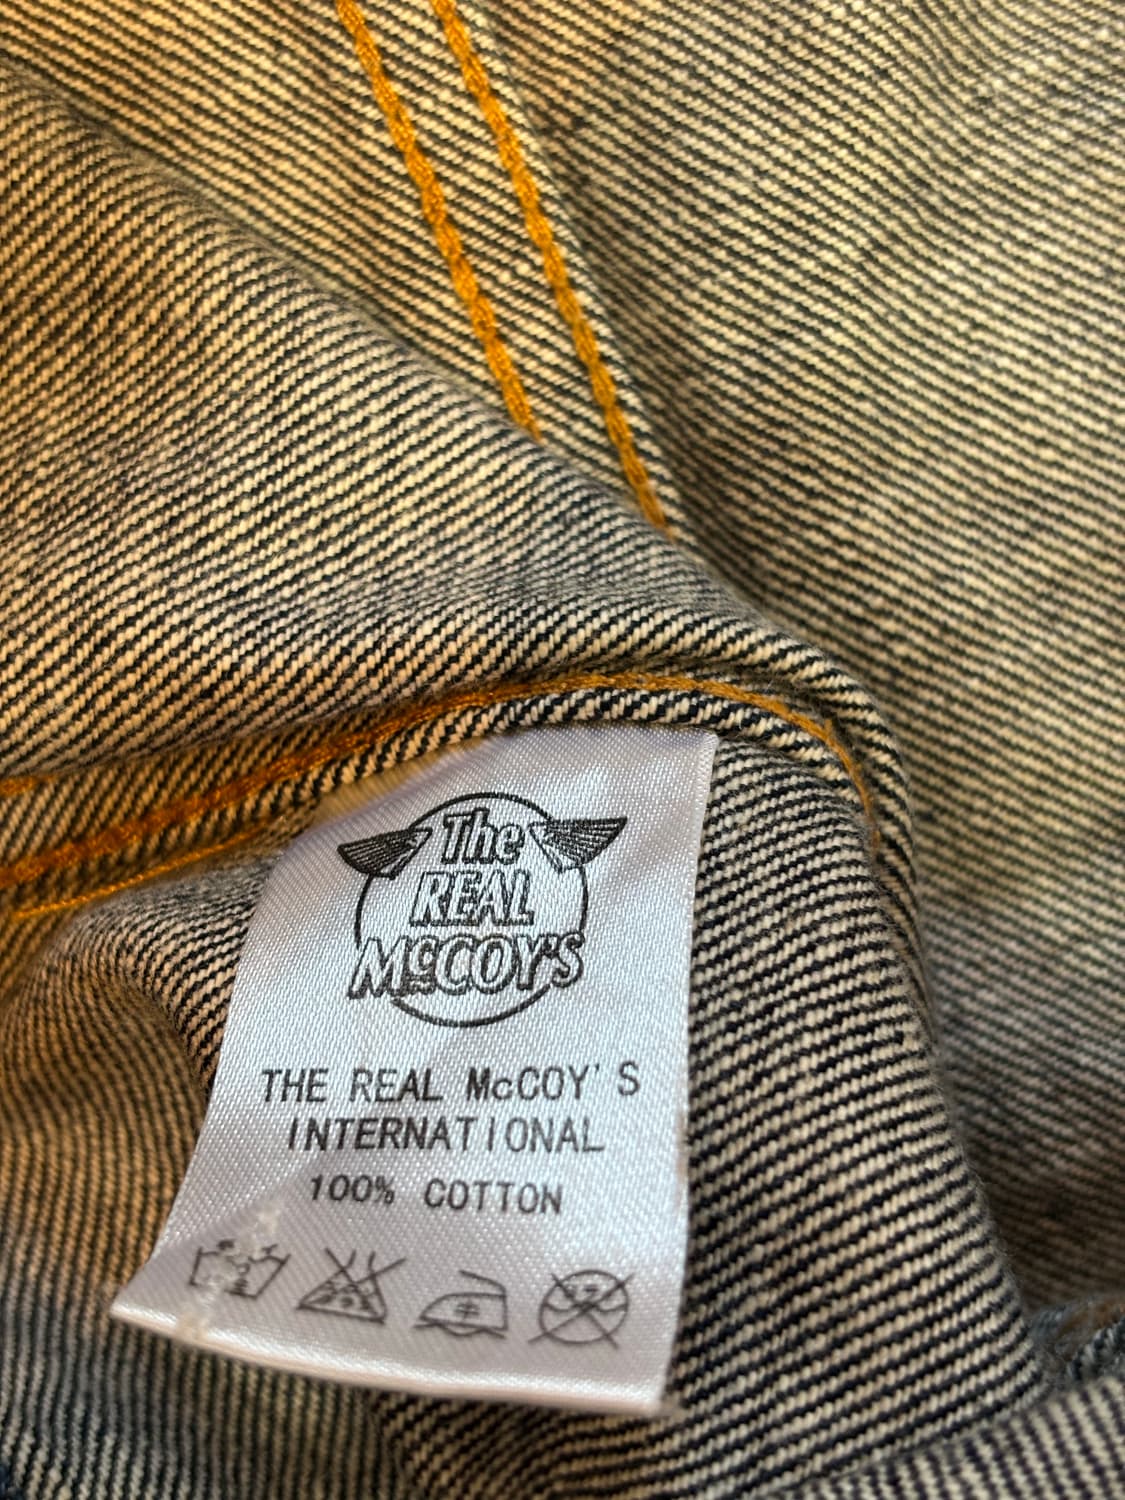 The
REAL
McCOY'S
THE REAL McCOY'S
INTERNATIONAL
100% COTTON